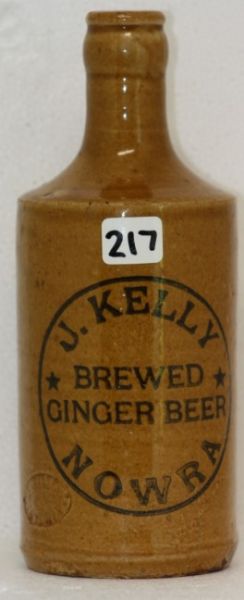 217
J. KELLY
★ BREWED ★
GINGER BEER
NOWRA